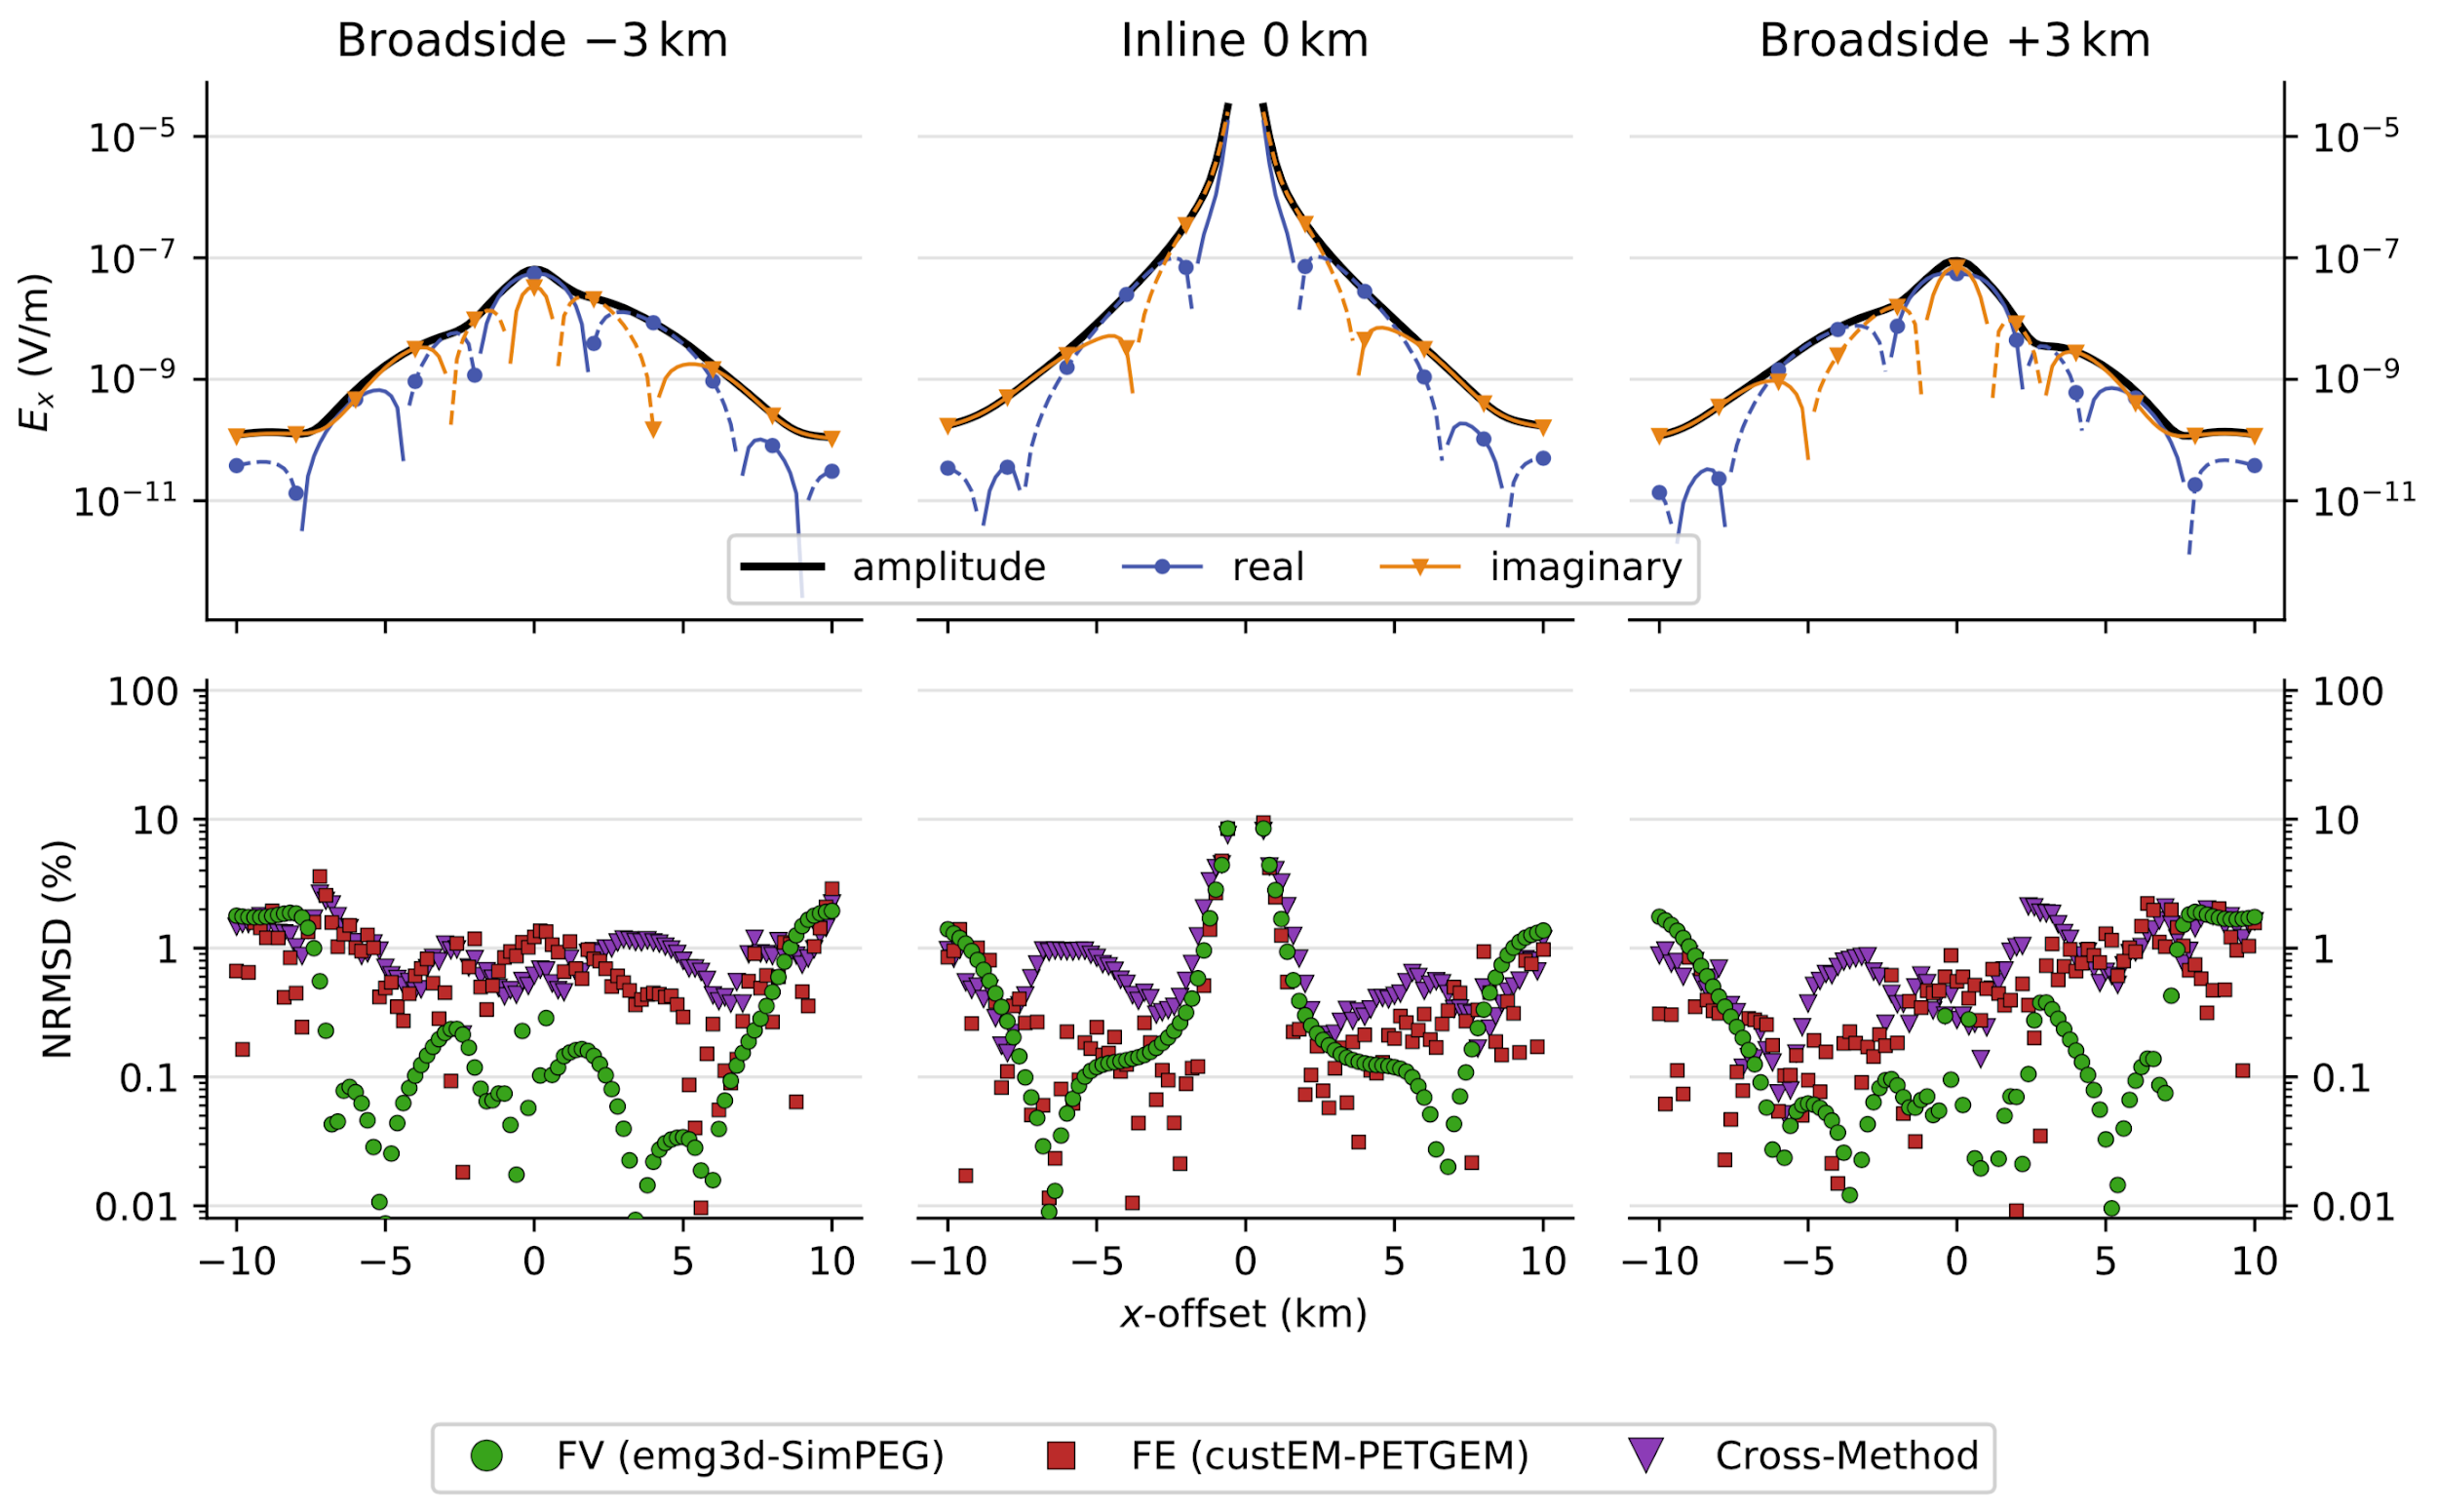 Broadside −3 km
Inline 0 km
Broadside +3 km
Eₓ (V/m)
10⁻⁵
10⁻⁷
10⁻⁹
10⁻¹¹
10⁻⁵
10⁻⁷
10⁻⁹
10⁻¹¹
amplitude
real
imaginary
NRMSD (%)
100
10
1
0.1
0.01
100
10
1
0.1
0.01
−10 −5 0 5 10
−10 −5 0 5 10
−10 −5 0 5 10
x-offset (km)
FV (emg3d-SimPEG)
FE (custEM-PETGEM)
Cross-Method